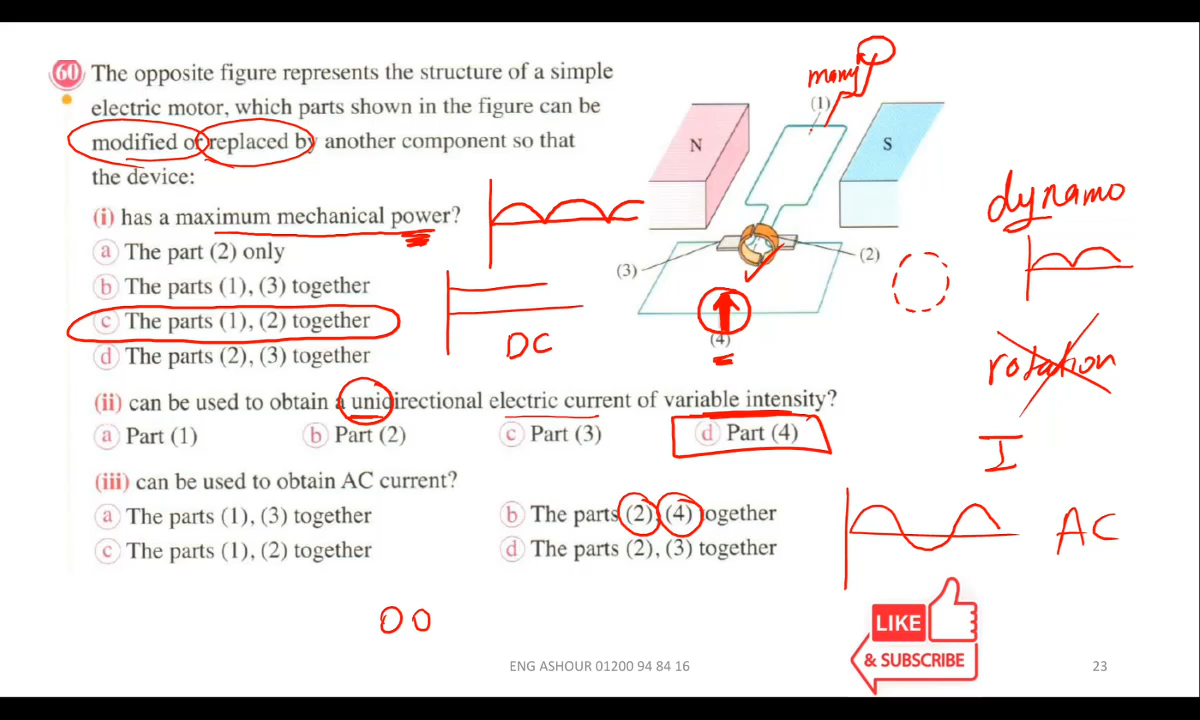 60 The opposite figure represents the structure of a simple
electric motor, which parts shown in the figure can be
modified or replaced by another component so that
the device:
(i) has a maximum mechanical power?
a The part (2) only
b The parts (1), (3) together
c The parts (1), (2) together
d The parts (2), (3) together
many
(1)
N
S
(2)
(3)
(4)
DC
dynamo
rotation
I
(ii) can be used to obtain a unidirectional electric current of variable intensity?
a Part (1)
b Part (2)
c Part (3)
d Part (4)
(iii) can be used to obtain AC current?
a The parts (1), (3) together
b The parts (2), (4) together
c The parts (1), (2) together
d The parts (2), (3) together
AC
LIKE
& SUBSCRIBE
ENG ASHOUR 01200 94 84 16
23